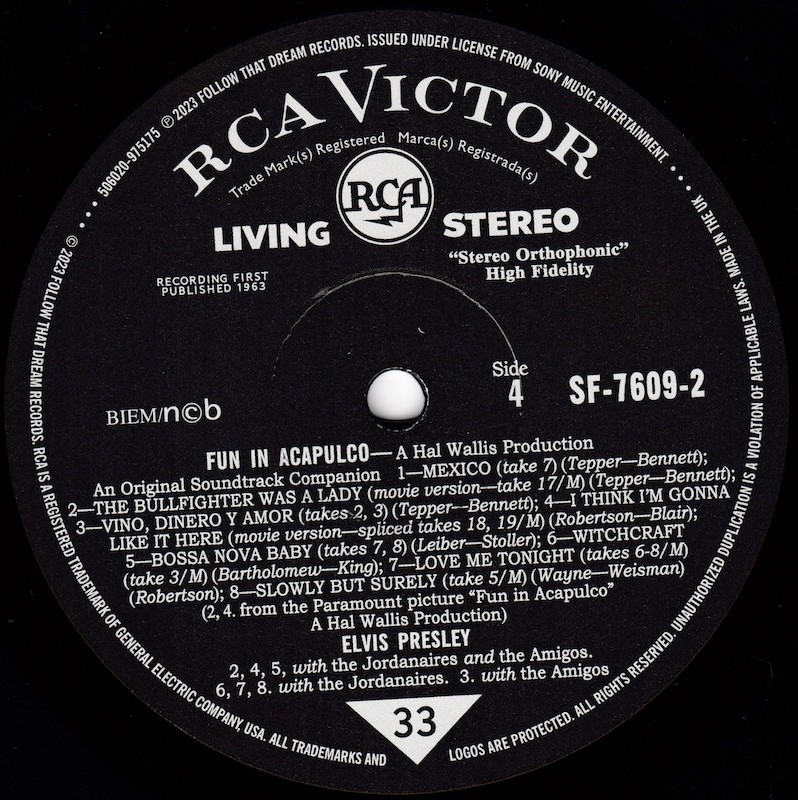 506020-975175 ℗ 2023 FOLLOW THAT DREAM RECORDS. ISSUED UNDER LICENSE FROM SONY MUSIC ENTERTAINMENT.
RCA VICTOR
Trade Mark(s) Registered Marca(s) Registrada(s)
RCA
LIVING STEREO
"Stereo Orthophonic"
High Fidelity
RECORDING FIRST
PUBLISHED 1963
Side
4
SF-7609-2
BIEM/n©b
FUN IN ACAPULCO—A Hal Wallis Production
An Original Soundtrack Companion 1—MEXICO (take 7) (Tepper—Bennett);
2—THE BULLFIGHTER WAS A LADY (movie version—take 17/M) (Tepper—Bennett);
3—VINO, DINERO Y AMOR (takes 2, 3) (Tepper—Bennett); 4—I THINK I'M GONNA
LIKE IT HERE (movie version—spliced takes 18, 19/M) (Robertson—Blair);
5—BOSSA NOVA BABY (takes 7, 8) (Leiber—Stoller); 6—WITCHCRAFT
(take 3/M) (Bartholomew—King); 7—LOVE ME TONIGHT (takes 6-8/M)
(Robertson); 8—SLOWLY BUT SURELY (take 5/M) (Wayne—Weisman)
(2, 4. from the Paramount picture "Fun in Acapulco"
A Hal Wallis Production)
ELVIS PRESLEY
2, 4, 5, with the Jordanaires and the Amigos.
6, 7, 8. with the Jordanaires. 3. with the Amigos
33
© 2023 FOLLOW THAT DREAM RECORDS. RCA IS A REGISTERED TRADEMARK OF GENERAL ELECTRIC COMPANY, USA. ALL TRADEMARKS AND LOGOS ARE PROTECTED. ALL RIGHTS RESERVED. UNAUTHORIZED DUPLICATION IS A VIOLATION OF APPLICABLE LAWS. MADE IN THE UK